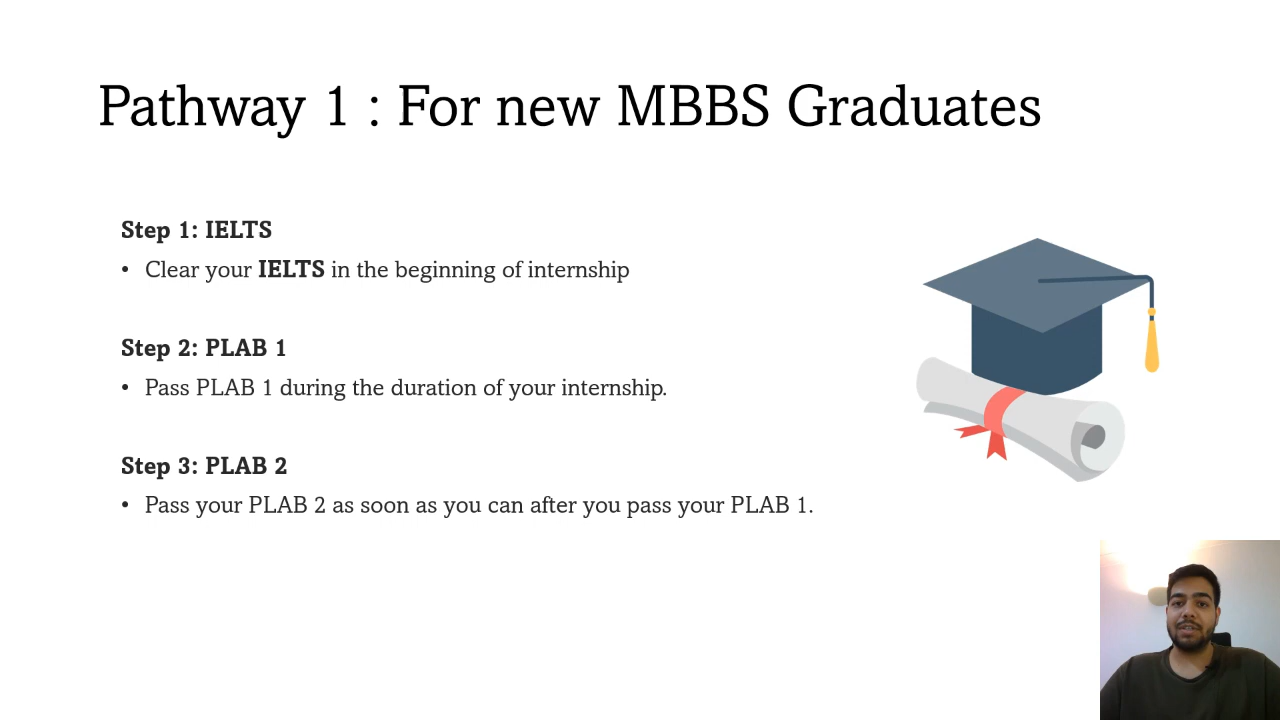 Pathway 1 : For new MBBS Graduates
Step 1: IELTS
• Clear your IELTS in the beginning of internship
Step 2: PLAB 1
• Pass PLAB 1 during the duration of your internship.
Step 3: PLAB 2
• Pass your PLAB 2 as soon as you can after you pass your PLAB 1.